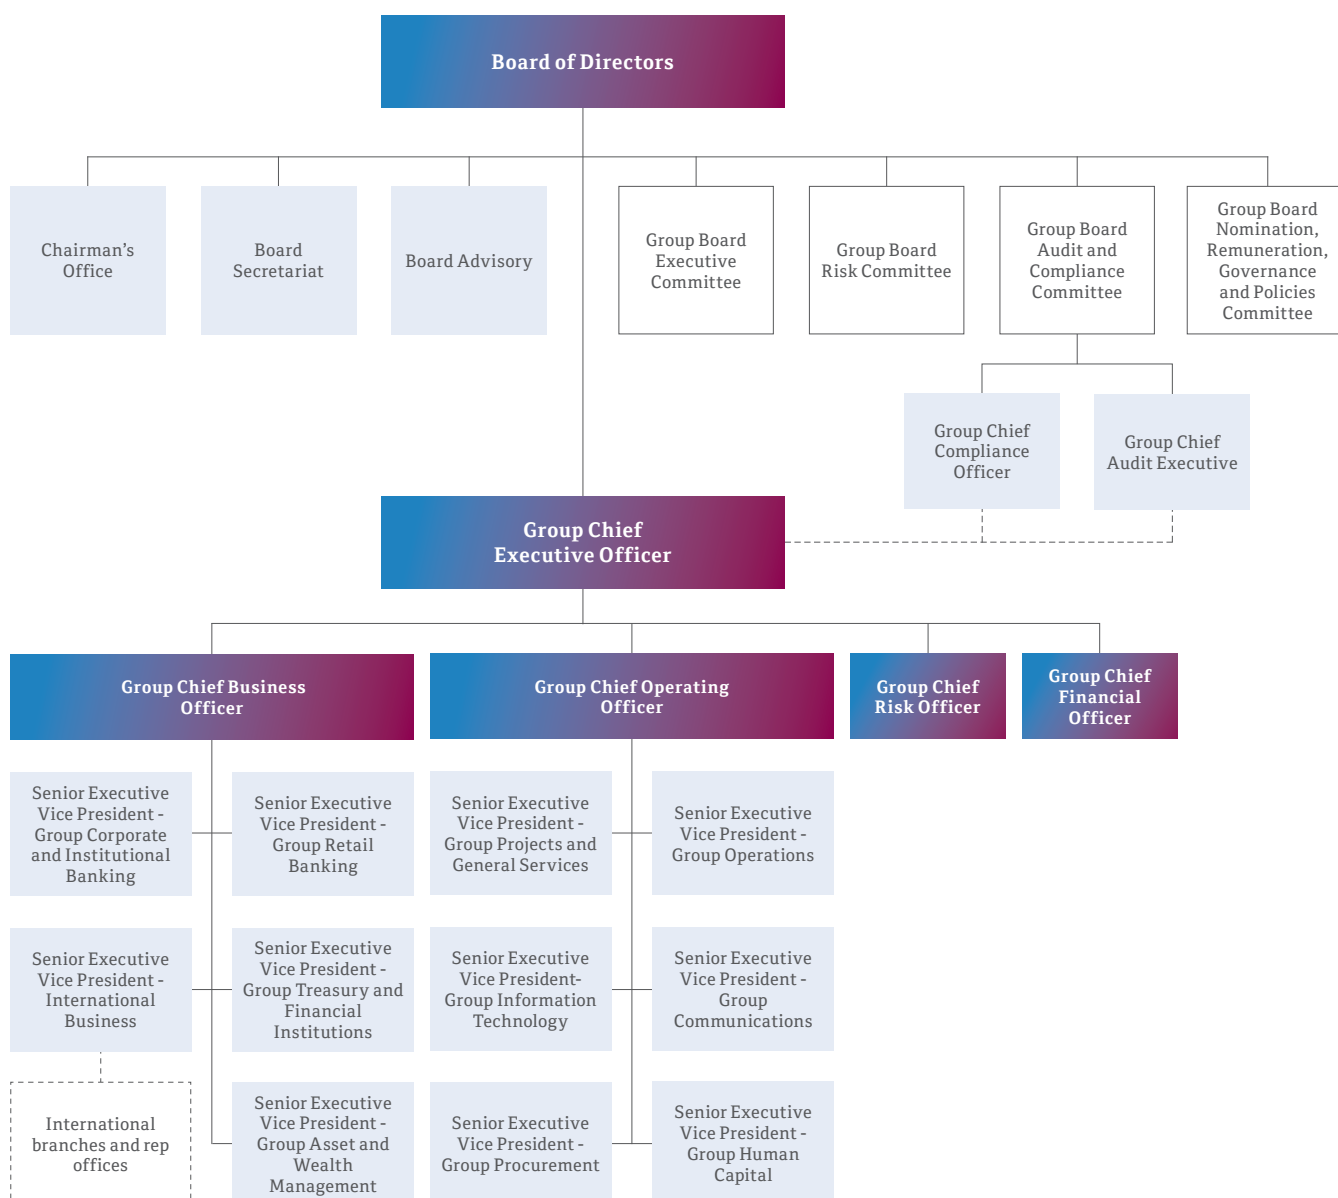 Board of Directors
Chairman's
Office
Board
Secretariat
Board Advisory
Group Board
Executive
Committee
Group Board
Risk Committee
Group Board
Audit and
Compliance
Committee
Group Board
Nomination,
Remuneration,
Governance
and Policies
Committee
Group Chief
Compliance
Officer
Group Chief
Audit Executive
Group Chief
Executive Officer
Group Chief Business
Officer
Group Chief Operating
Officer
Group Chief
Risk Officer
Group Chief
Financial
Officer
Senior Executive
Vice President -
Group Corporate
and Institutional
Banking
Senior Executive
Vice President -
Group Retail
Banking
Senior Executive
Vice President -
Group Projects and
General Services
Senior Executive
Vice President -
Group Operations
Senior Executive
Vice President -
International
Business
Senior Executive
Vice President -
Group Treasury and
Financial
Institutions
Senior Executive
Vice President-
Group Information
Technology
Senior Executive
Vice President -
Group
Communications
International
branches and rep
offices
Senior Executive
Vice President -
Group Asset and
Wealth
Management
Senior Executive
Vice President -
Group Procurement
Senior Executive
Vice President -
Group Human
Capital